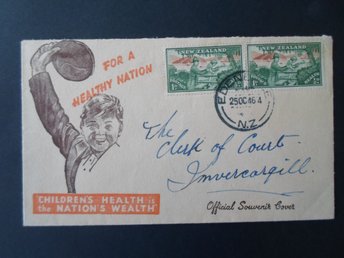 FOR A
HEALTHY NATION
NEW ZEALAND
NEW ZEALAND
25 OC 46 4
N.Z.
The
Clerk of Court.
Invercargill.
"CHILDREN'S HEALTH is
the NATION'S WEALTH"
Official Souvenir Cover